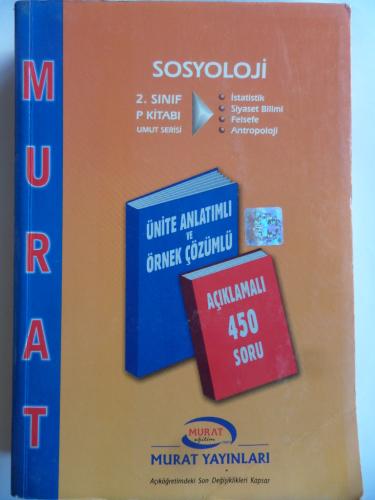 MURAT
SOSYOLOJİ
2. SINIF
P KİTABI
UMUT SERİSİ
İstatistik
Siyaset Bilimi
Felsefe
Antropoloji
ÜNİTE ANLATIMLI
VE
ÖRNEK ÇÖZÜMLÜ
AÇIKLAMALI
450
SORU
MURAT
eğitim
MURAT YAYINLARI
Açıköğretimdeki Son Değişiklikleri Kapsar